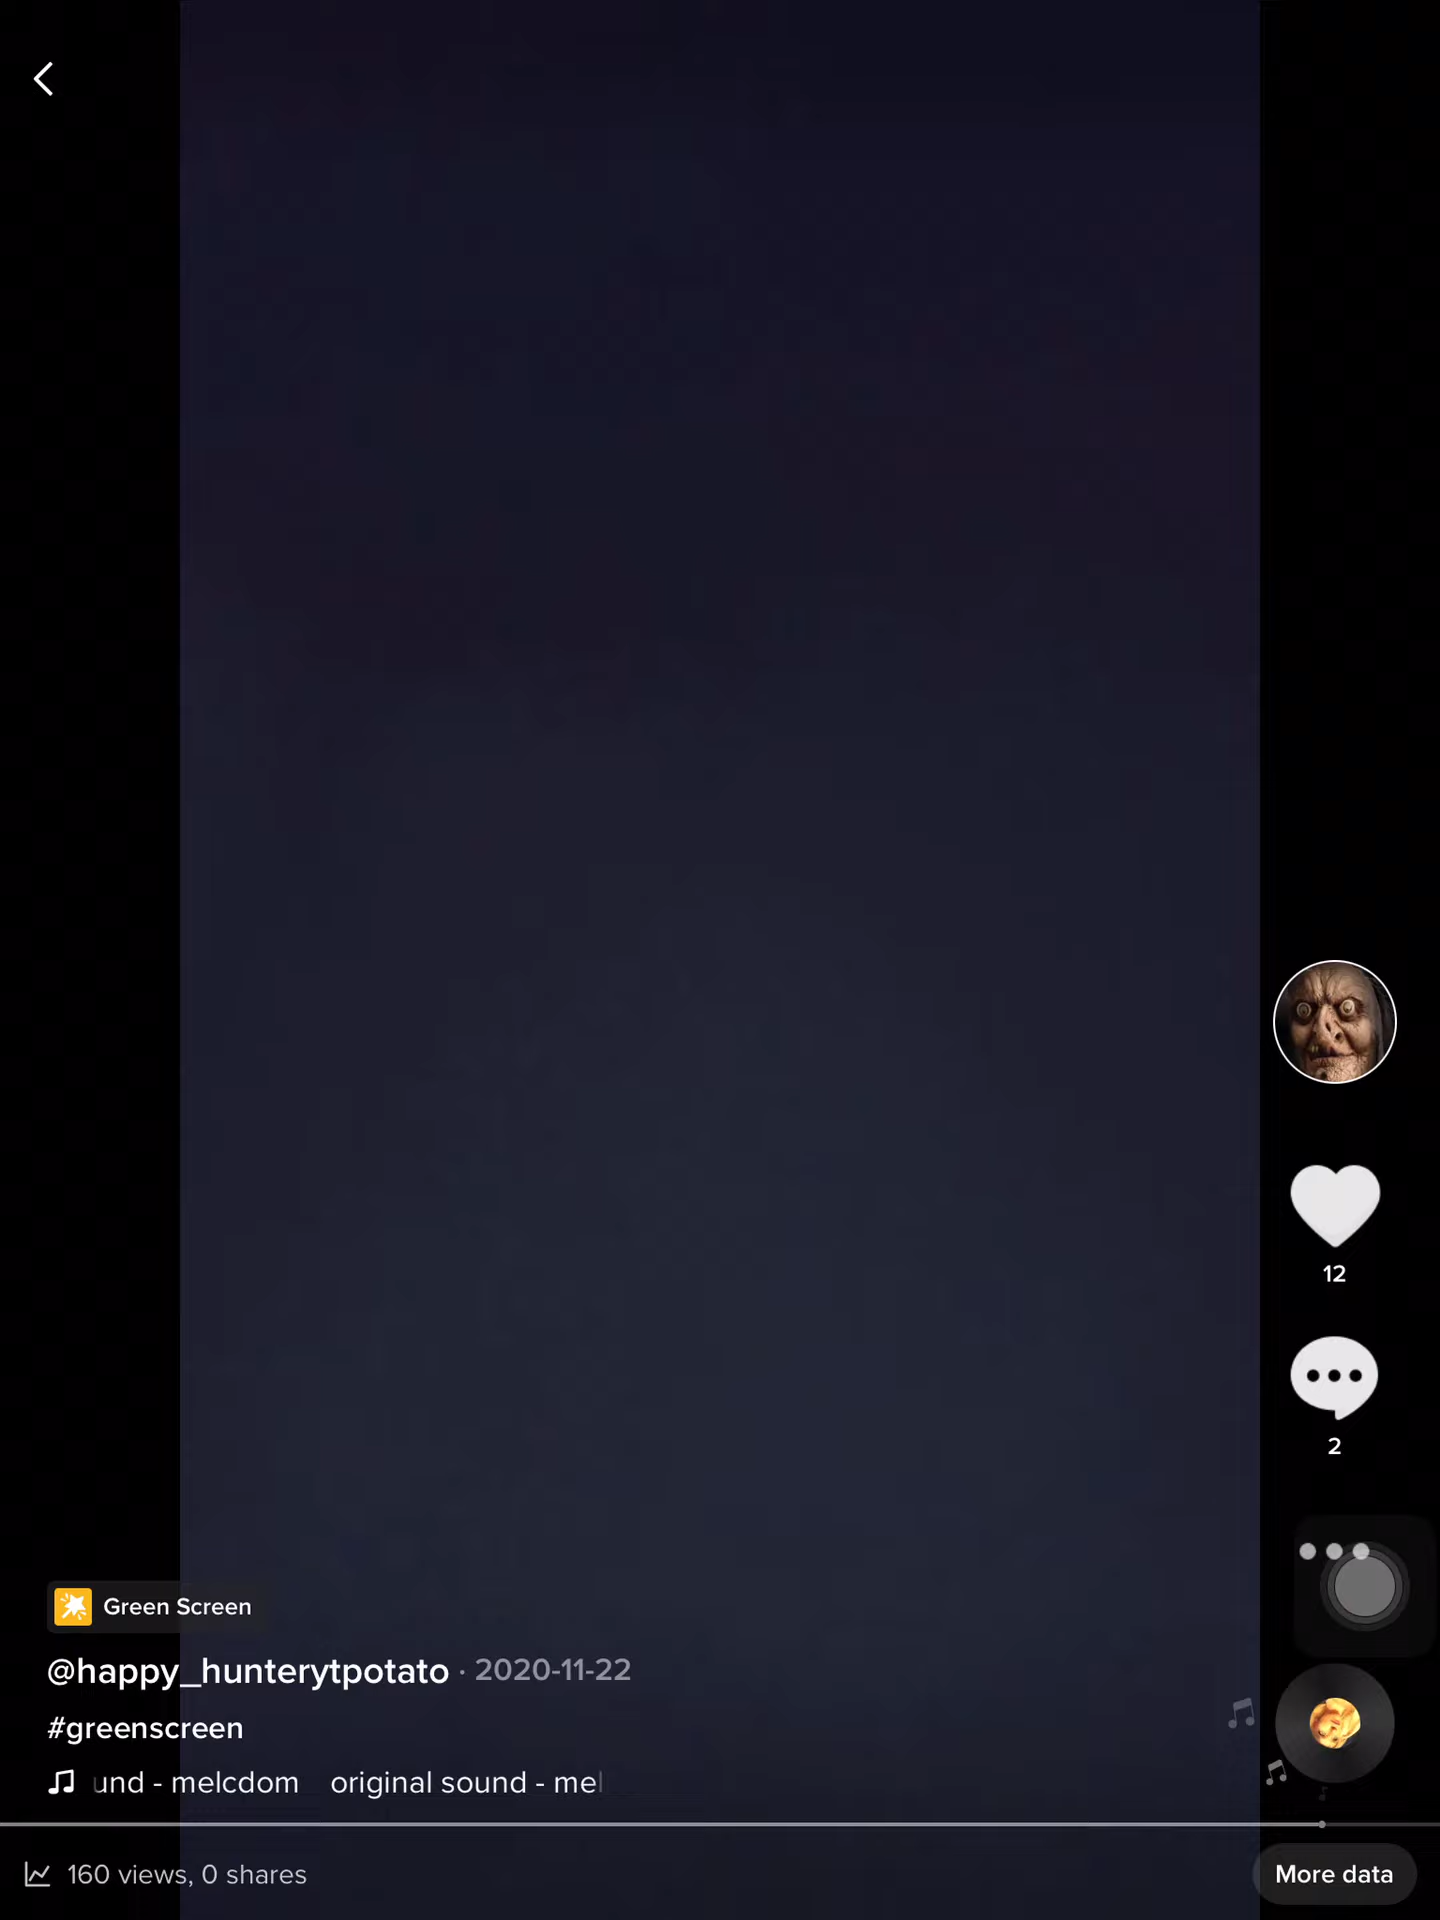 12
2
Green Screen
@happy_hunterytpotato · 2020-11-22
#greenscreen
und - melcdom original sound - mel
160 views, 0 shares
More data